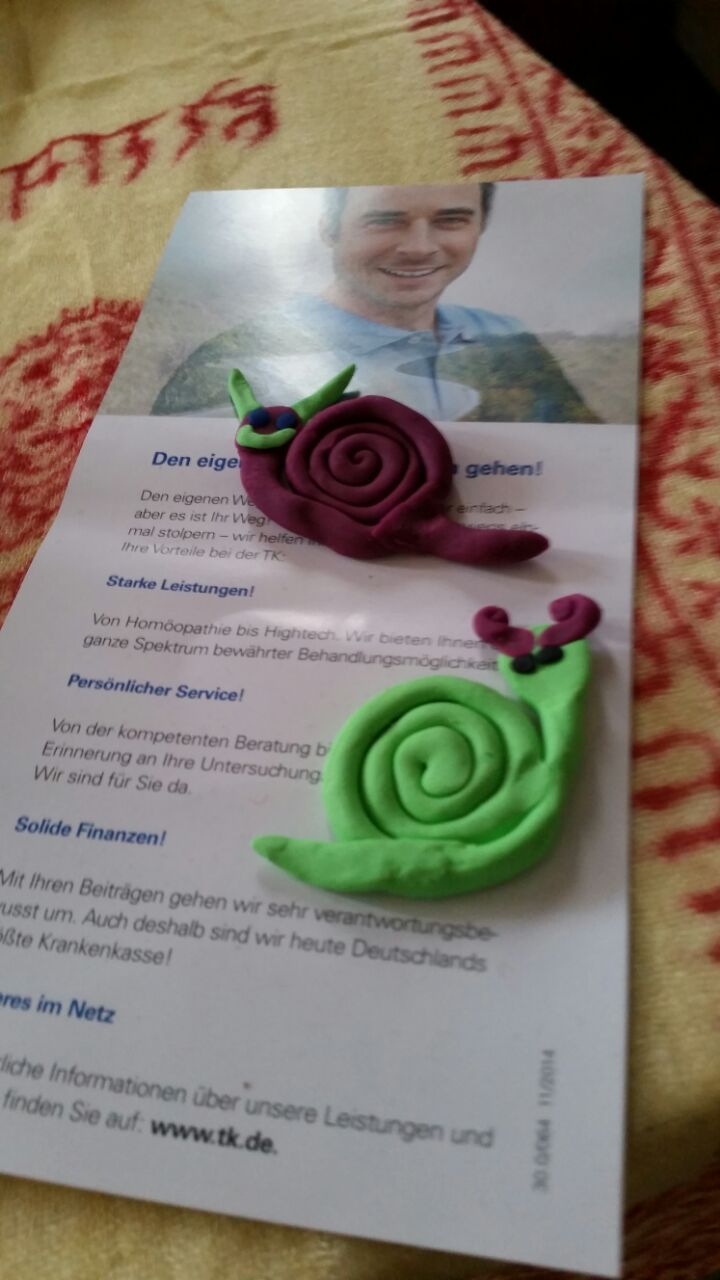 Den eige gehen!
Den eigenen We r einfach –
aber es ist Ihr Weg!
mal stolpern – wir helfen
Ihre Vorteile bei der TK:
Starke Leistungen!
Von Homöopathie bis Hightech. Wir bieten Ihnen
ganze Spektrum bewährter Behandlungsmöglichkeit
Persönlicher Service!
Von der kompetenten Beratung b
Erinnerung an Ihre Untersuchung
Wir sind für Sie da.
Solide Finanzen!
Mit Ihren Beiträgen gehen wir sehr verantwortungsbe-
usst um. Auch deshalb sind wir heute Deutschlands
ößte Krankenkasse!
eres im Netz
liche Informationen über unsere Leistungen und
finden Sie auf: www.tk.de.
30.0/064 11/2014